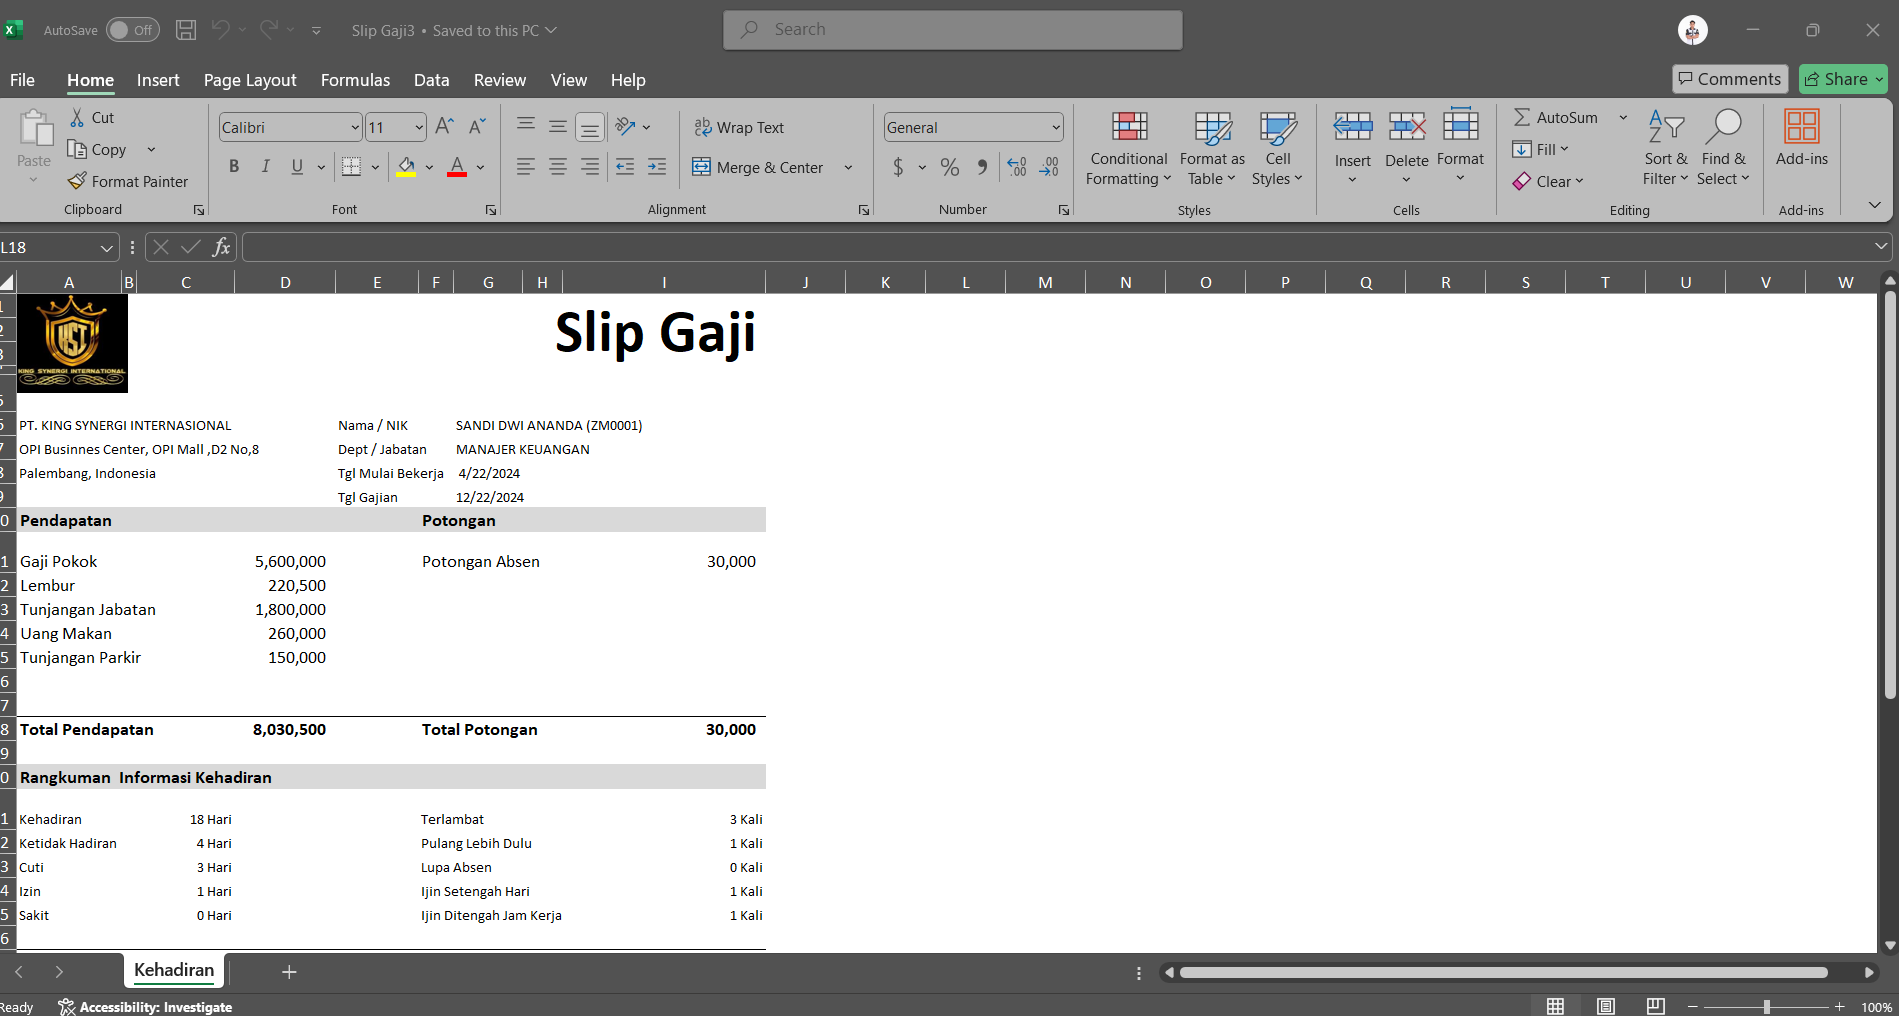 AutoSave Off Slip Gaji3 • Saved to this PC Search
File Home Insert Page Layout Formulas Data Review View Help Comments Share
Paste Cut Copy Format Painter Clipboard
Calibri 11 B I U A Font
Wrap Text Merge & Center Alignment
General $ % Number
Conditional Formatting Format as Table Cell Styles Styles
Insert Delete Format Cells
AutoSum Fill Clear Sort & Filter Find & Select Editing
Add-ins Add-ins
L18 fx
A B C D E F G H I J K L M N O P Q R S T U V W
KSI
KING SYNERGI INTERNATIONAL
Slip Gaji
PT. KING SYNERGI INTERNASIONAL Nama / NIK SANDI DWI ANANDA (ZM0001)
OPI Businnes Center, OPI Mall ,D2 No,8 Dept / Jabatan MANAJER KEUANGAN
Palembang, Indonesia Tgl Mulai Bekerja 4/22/2024
Tgl Gajian 12/22/2024
Pendapatan Potongan
Gaji Pokok 5,600,000 Potongan Absen 30,000
Lembur 220,500
Tunjangan Jabatan 1,800,000
Uang Makan 260,000
Tunjangan Parkir 150,000
Total Pendapatan 8,030,500 Total Potongan 30,000
Rangkuman Informasi Kehadiran
Kehadiran 18 Hari Terlambat 3 Kali
Ketidak Hadiran 4 Hari Pulang Lebih Dulu 1 Kali
Cuti 3 Hari Lupa Absen 0 Kali
Izin 1 Hari Ijin Setengah Hari 1 Kali
Sakit 0 Hari Ijin Ditengah Jam Kerja 1 Kali
Kehadiran
Ready Accessibility: Investigate 100%